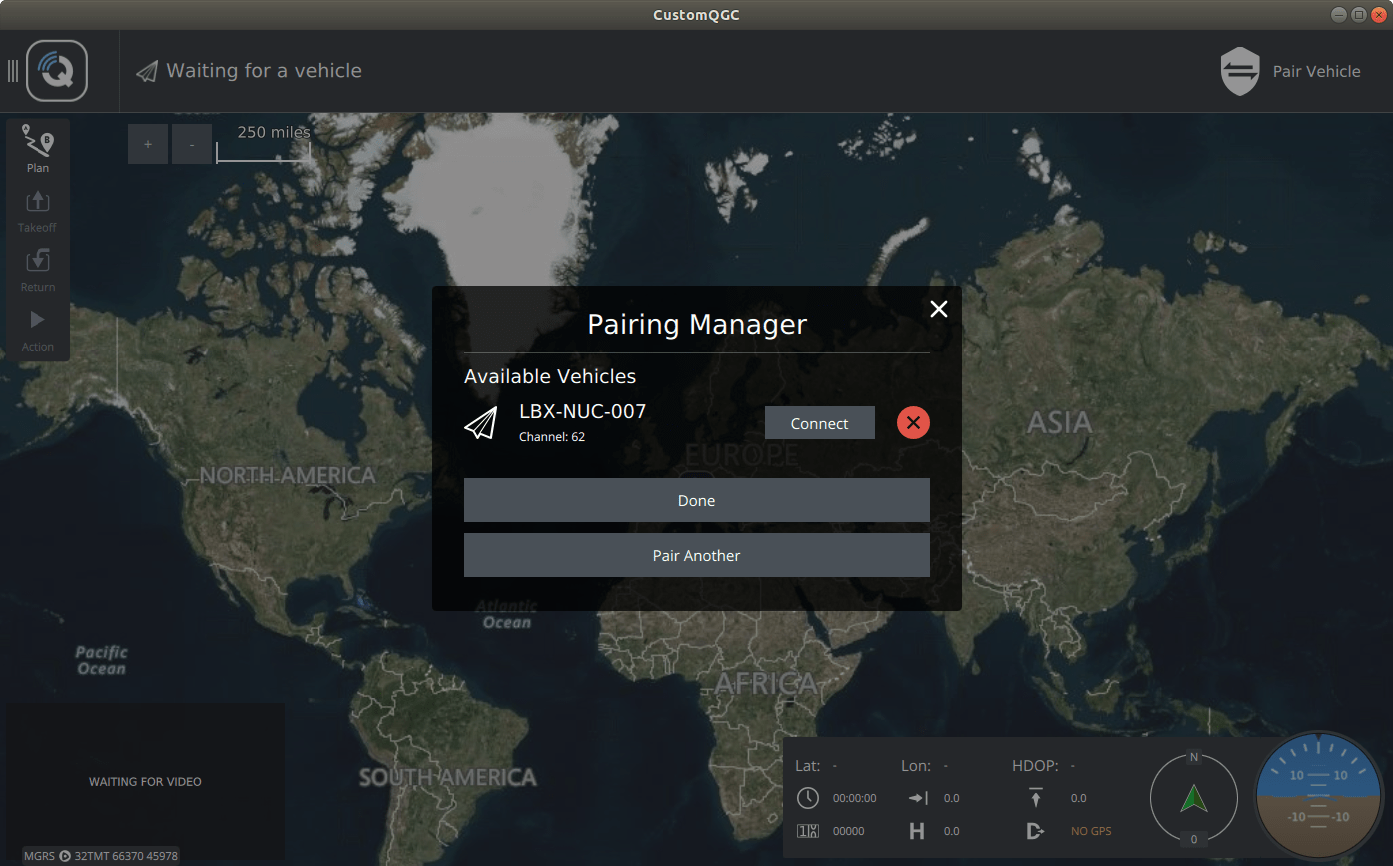 CustomQGC
Waiting for a vehicle
Pair Vehicle
Plan
Takeoff
Return
Action
+
-
250 miles
Pairing Manager
Available Vehicles
LBX-NUC-007
Channel: 62
Connect
Done
Pair Another
NORTH AMERICA
EUROPE
ASIA
Atlantic
Ocean
Pacific
Ocean
AFRICA
SOUTH AMERICA
WAITING FOR VIDEO
MGRS 32TMT 66370 45978
Lat: - Lon: - HDOP: -
00:00:00 0.0 0.0
00000 H 0.0 NO GPS
N
0
10 10
-10 -10